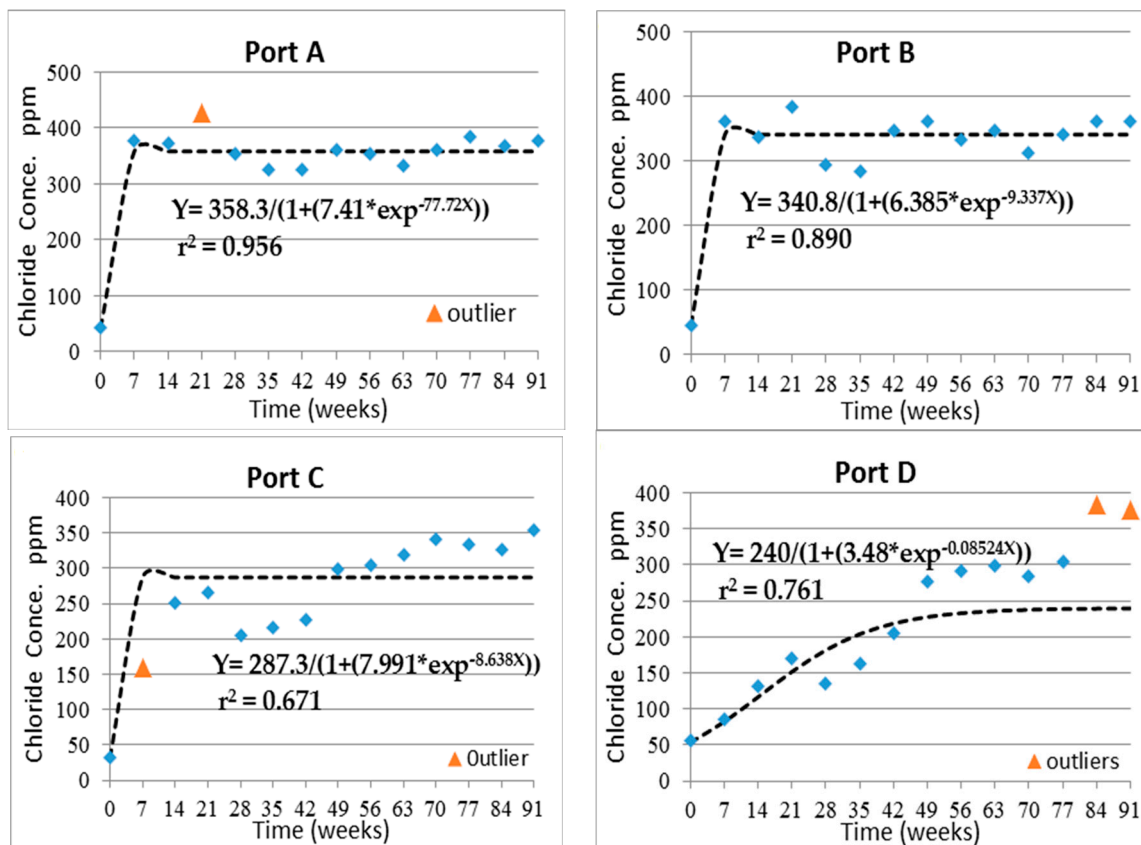 Port A
Chloride Conce. ppm
500
400
300
200
100
0
Y= 358.3/(1+(7.41*exp-77.72X))
r2 = 0.956
outlier
0 7 14 21 28 35 42 49 56 63 70 77 84 91
Time (weeks)
Port B
Chloride Conce. ppm
500
400
300
200
100
0
Y= 340.8/(1+(6.385*exp-9.337X))
r2 = 0.890
0 7 14 21 28 35 42 49 56 63 70 77 84 91
Time (weeks)
Port C
Chloride Conce. ppm
400
350
300
250
200
150
100
50
0
Y= 287.3/(1+(7.991*exp-8.638X))
r2 = 0.671
Outlier
0 7 14 21 28 35 42 49 56 63 70 77 84 91
Time (weeks)
Port D
Chloride Conce. ppm
400
350
300
250
200
150
100
50
0
Y= 240/(1+(3.48*exp-0.08524X))
r2 = 0.761
outliers
0 7 14 21 28 35 42 49 56 63 70 77 84 91
Time (weeks)